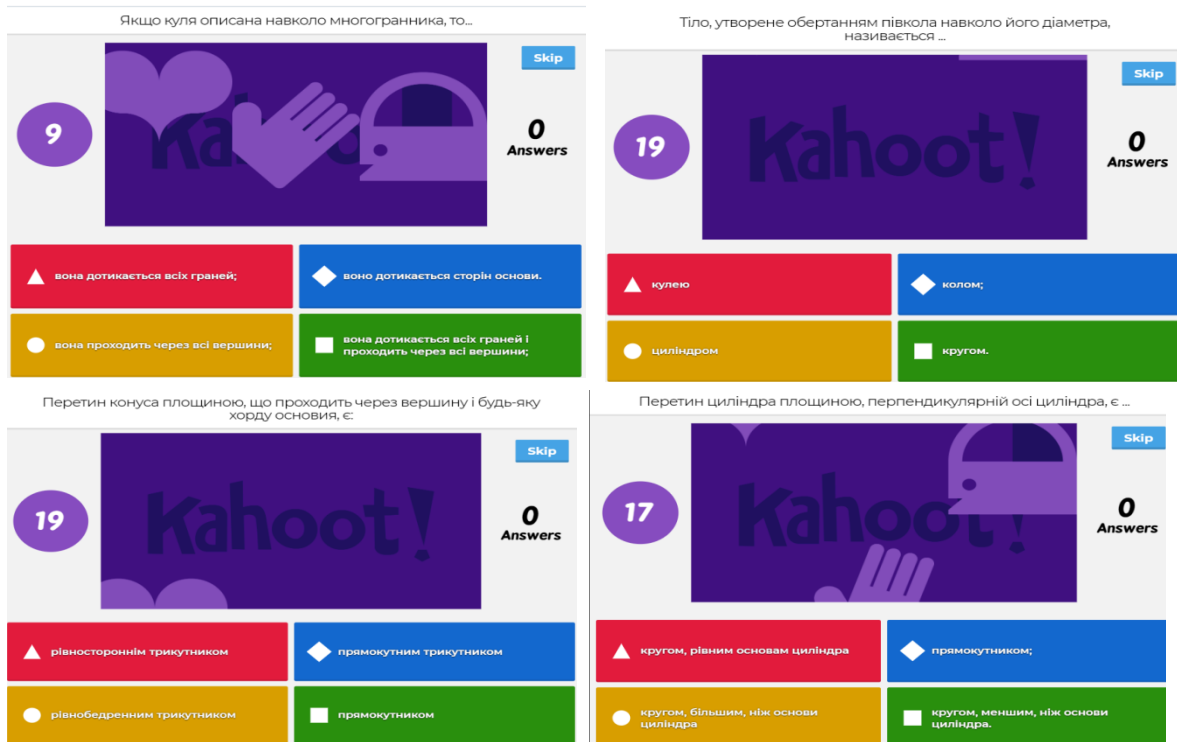 Якщо куля описана навколо многогранника, то...
Skip
9
Kahoot!
0
Answers
вона дотикається всіх граней;
воно дотикається сторін основи.
вона проходить через всі вершини;
вона дотикається всіх граней і
проходить через всі вершини;
Тіло, утворене обертанням півкола навколо його діаметра,
називається ...
Skip
19
Kahoot!
0
Answers
кулею
колом;
циліндром
кругом.
Перетин конуса площиною, що проходить через вершину і будь-яку
хорду основия, є:
Skip
19
Kahoot!
0
Answers
рівностороннім трикутником
прямокутним трикутником
рівнобедренним трикутником
прямокутником
Перетин циліндра площиною, перпендикулярній осі циліндра, є ...
Skip
17
Kahoot!
0
Answers
кругом, рівним основам циліндра
прямокутником;
кругом, більшим, ніж основи
циліндра
кругом, меншим, ніж основи
циліндра.